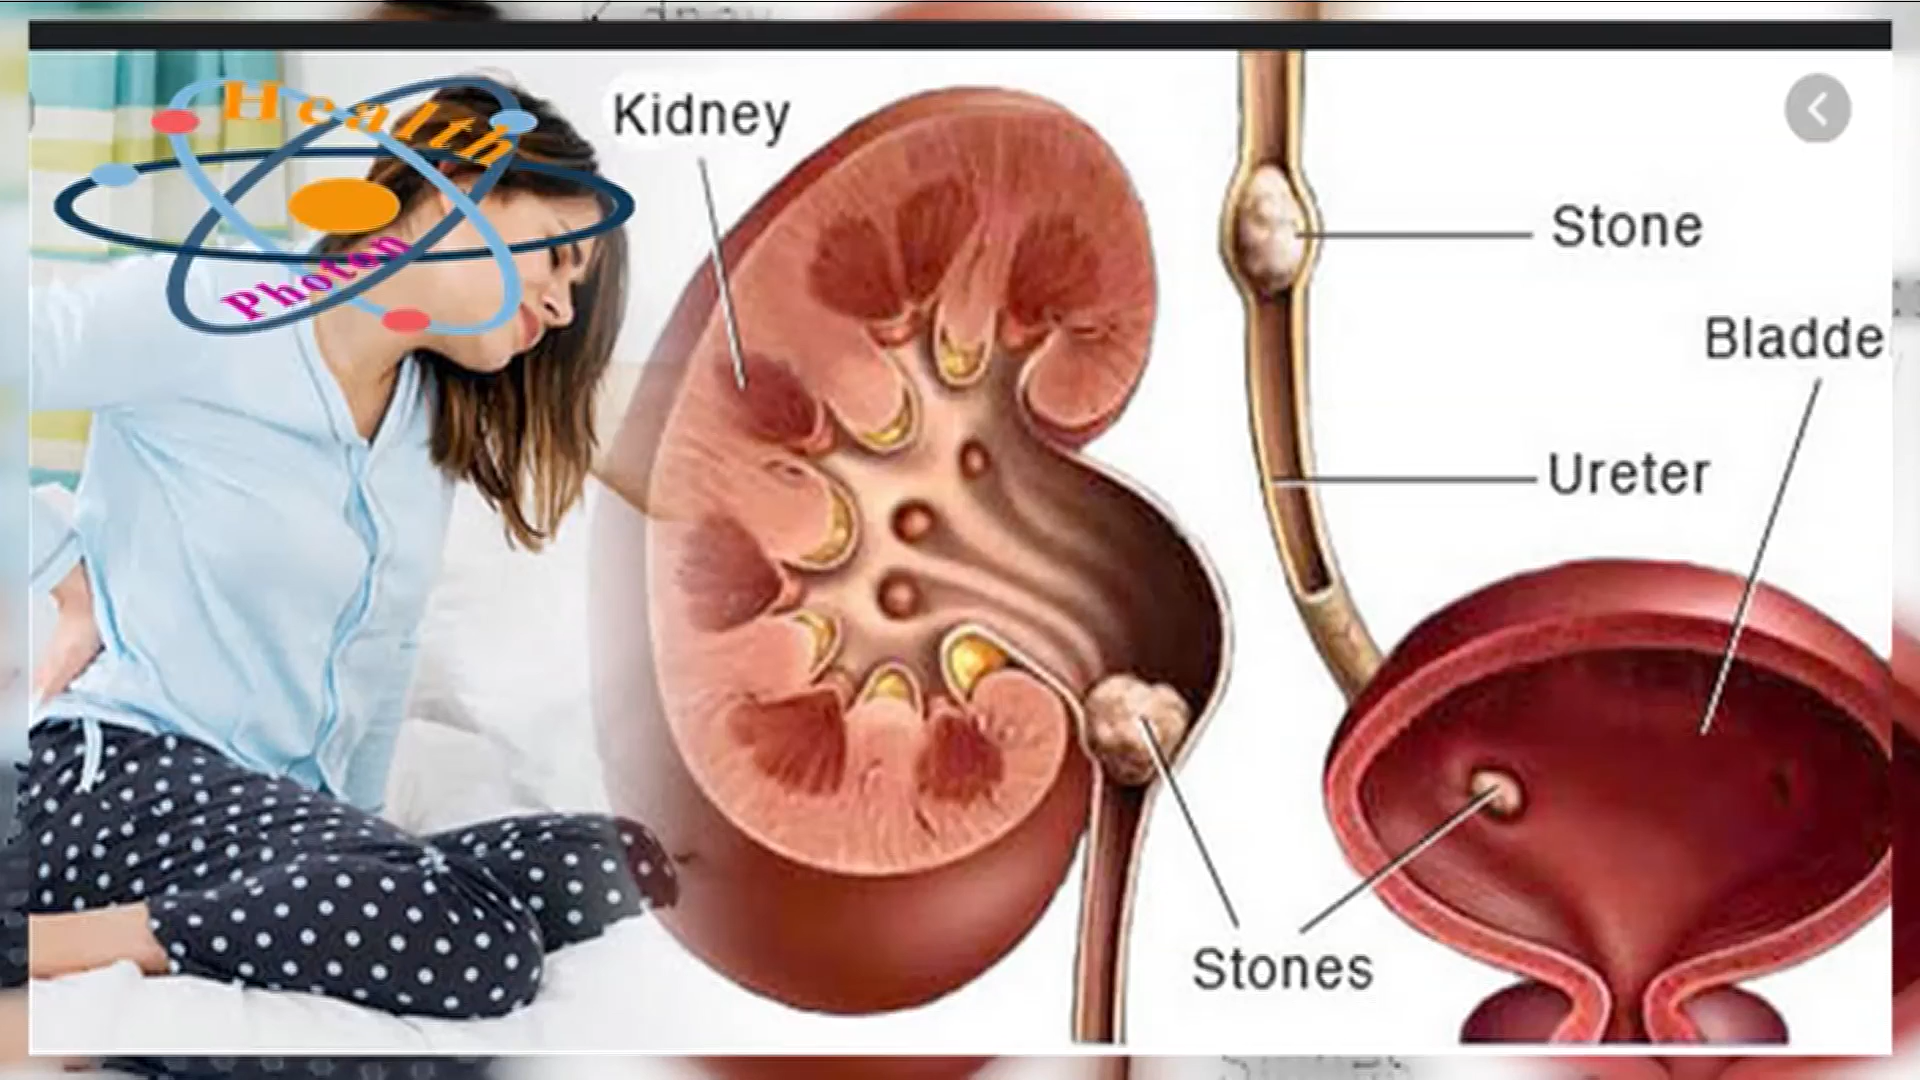 Health
Photon
Kidney
Stone
Bladde
Ureter
Stones